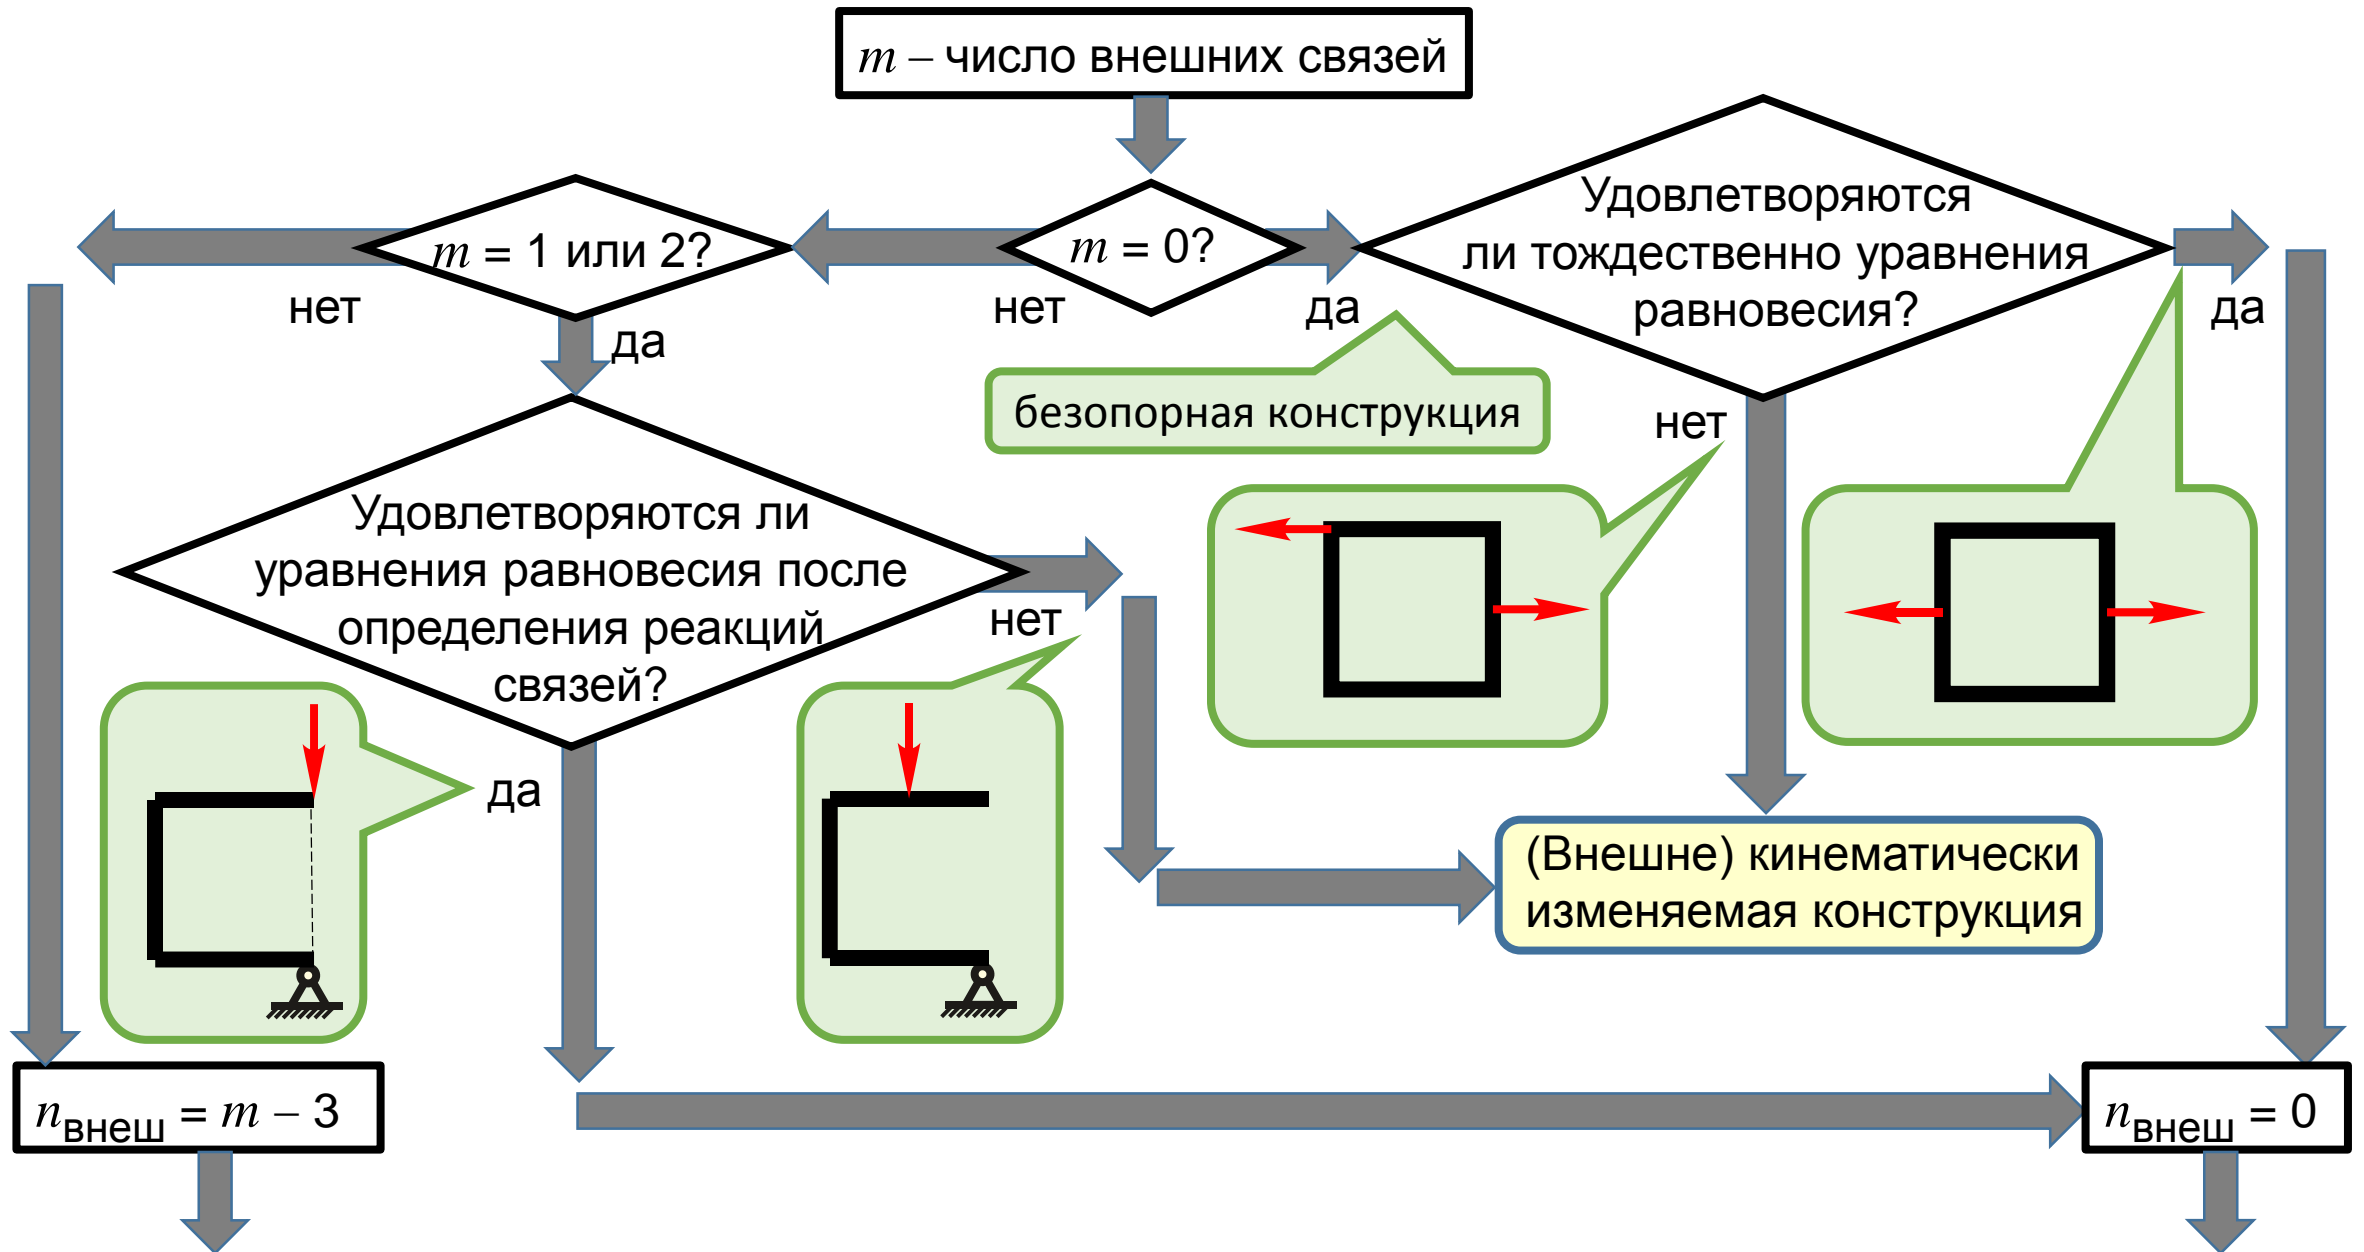 m – число внешних связей
m = 0?
нет
да
m = 1 или 2?
нет
да
Удовлетворяются
ли тождественно уравнения
равновесия?
да
нет
безопорная конструкция
Удовлетворяются ли
уравнения равновесия после
определения реакций
связей?
нет
да
(Внешне) кинематически
изменяемая конструкция
nвнеш = m – 3
nвнеш = 0